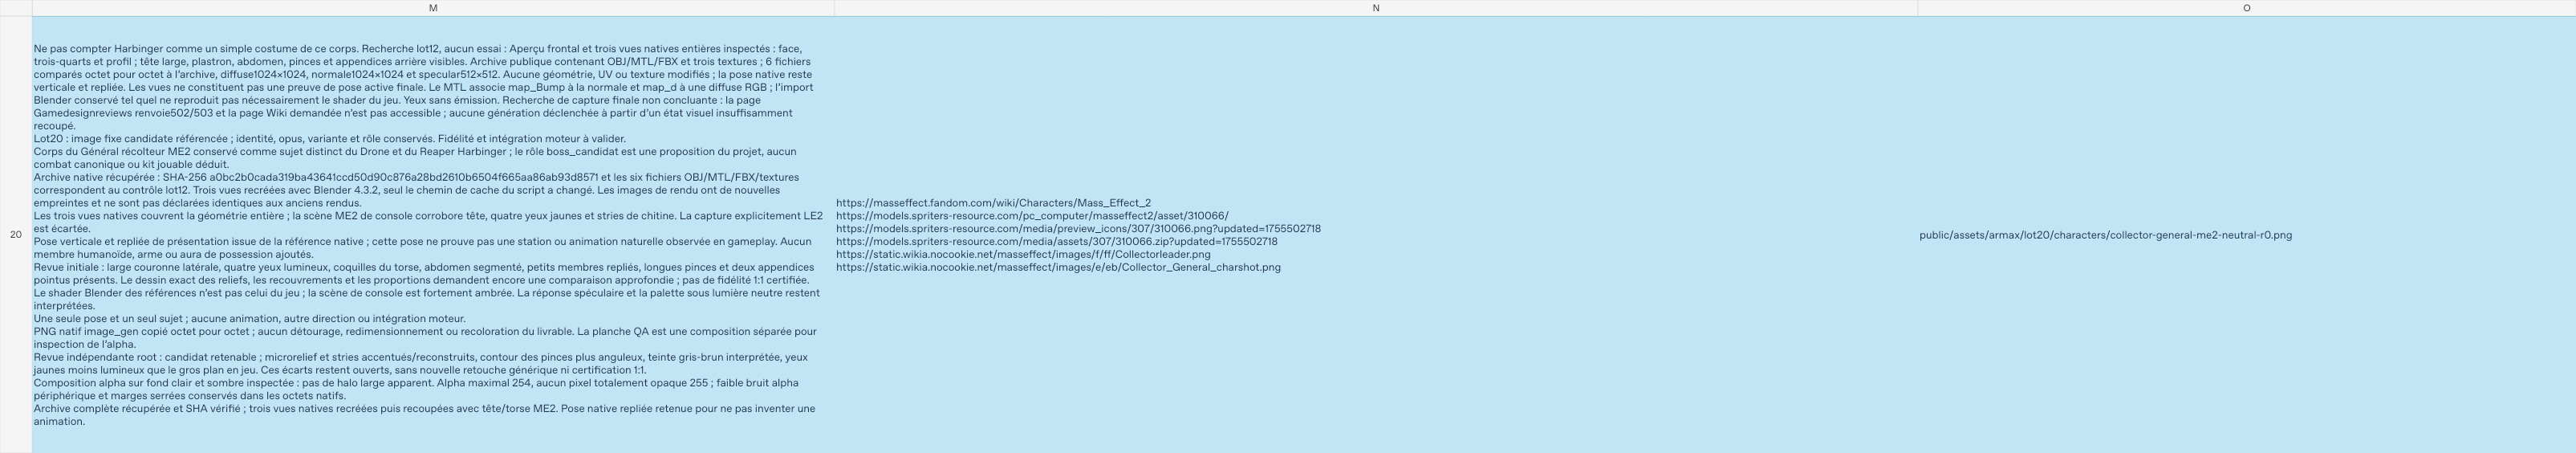 M N O
Ne pas compter Harbinger comme un simple costume de ce corps. Recherche lot12, aucun essai : Aperçu frontal et trois vues natives entières inspectés : face,
trois-quarts et profil ; tête large, plastron, abdomen, pinces et appendices arrière visibles. Archive publique contenant OBJ/MTL/FBX et trois textures ; 6 fichiers
comparés octet pour octet à l'archive, diffuse1024×1024, normale1024×1024 et specular512×512. Aucune géométrie, UV ou texture modifiés ; la pose native reste
verticale et repliée. Les vues ne constituent pas une preuve de pose active finale. Le MTL associe map_Bump à la normale et map_d à une diffuse RGB ; l'import
Blender conservé tel quel ne reproduit pas nécessairement le shader du jeu. Yeux sans émission. Recherche de capture finale non concluante : la page
Gamedesignreviews renvoie502/503 et la page Wiki demandée n'est pas accessible ; aucune génération déclenchée à partir d'un état visuel insuffisamment
recoupé.
Lot20 : image fixe candidate référencée ; identité, opus, variante et rôle conservés. Fidélité et intégration moteur à valider.
Corps du Général récolteur ME2 conservé comme sujet distinct du Drone et du Reaper Harbinger ; le rôle boss_candidat est une proposition du projet, aucun
combat canonique ou kit jouable déduit.
Archive native récupérée : SHA-256 a0bc2b0cada319ba43641ccd50d90c876a28bd2610b6504f665aa86ab93d8571 et les six fichiers OBJ/MTL/FBX/textures
correspondent au contrôle lot12. Trois vues recréées avec Blender 4.3.2, seul le chemin de cache du script a changé. Les images de rendu ont de nouvelles
empreintes et ne sont pas déclarées identiques aux anciens rendus.
Les trois vues natives couvrent la géométrie entière ; la scène ME2 de console corrobore tête, quatre yeux jaunes et stries de chitine. La capture explicitement LE2
est écartée.
Pose verticale et repliée de présentation issue de la référence native ; cette pose ne prouve pas une station ou animation naturelle observée en gameplay. Aucun
membre humanoïde, arme ou aura de possession ajoutés.
Revue initiale : large couronne latérale, quatre yeux lumineux, coquilles du torse, abdomen segmenté, petits membres repliés, longues pinces et deux appendices
pointus présents. Le dessin exact des reliefs, les recouvrements et les proportions demandent encore une comparaison approfondie ; pas de fidélité 1:1 certifiée.
Le shader Blender des références n'est pas celui du jeu ; la scène de console est fortement ambrée. La réponse spéculaire et la palette sous lumière neutre restent
interprétées.
Une seule pose et un seul sujet ; aucune animation, autre direction ou intégration moteur.
PNG natif image_gen copié octet pour octet ; aucun détourage, redimensionnement ou recoloration du livrable. La planche QA est une composition séparée pour
inspection de l'alpha.
Revue indépendante root : candidat retenable ; microrelief et stries accentués/reconstruits, contour des pinces plus anguleux, teinte gris-brun interprétée, yeux
jaunes moins lumineux que le gros plan en jeu. Ces écarts restent ouverts, sans nouvelle retouche générique ni certification 1:1.
Composition alpha sur fond clair et sombre inspectée : pas de halo large apparent. Alpha maximal 254, aucun pixel totalement opaque 255 ; faible bruit alpha
périphérique et marges serrées conservés dans les octets natifs.
Archive complète récupérée et SHA vérifié ; trois vues natives recréées puis recoupées avec tête/torse ME2. Pose native repliée retenue pour ne pas inventer une
animation.
20
https://masseffect.fandom.com/wiki/Characters/Mass_Effect_2
https://models.spriters-resource.com/pc_computer/masseffect2/asset/310066/
https://models.spriters-resource.com/media/preview_icons/307/310066.png?updated=1755502718
https://models.spriters-resource.com/media/assets/307/310066.zip?updated=1755502718
https://static.wikia.nocookie.net/masseffect/images/f/ff/Collectorleader.png
https://static.wikia.nocookie.net/masseffect/images/e/eb/Collector_General_charshot.png
public/assets/armax/lot20/characters/collector-general-me2-neutral-r0.png